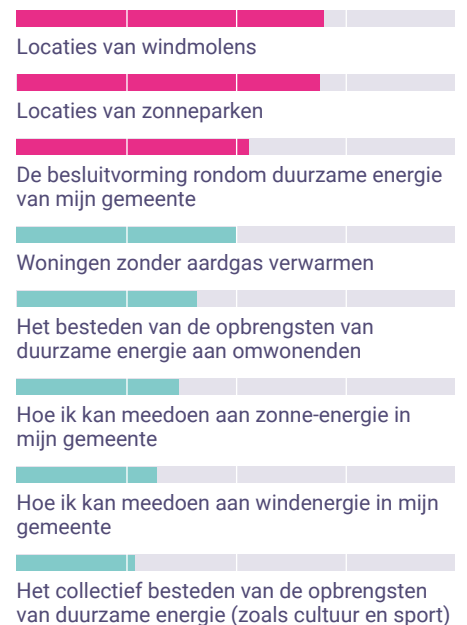 Locaties van windmolens
Locaties van zonneparken
De besluitvorming rondom duurzame energie
van mijn gemeente
Woningen zonder aardgas verwarmen
Het besteden van de opbrengsten van
duurzame energie aan omwonenden
Hoe ik kan meedoen aan zonne-energie in
mijn gemeente
Hoe ik kan meedoen aan windenergie in mijn
gemeente
Het collectief besteden van de opbrengsten
van duurzame energie (zoals cultuur en sport)